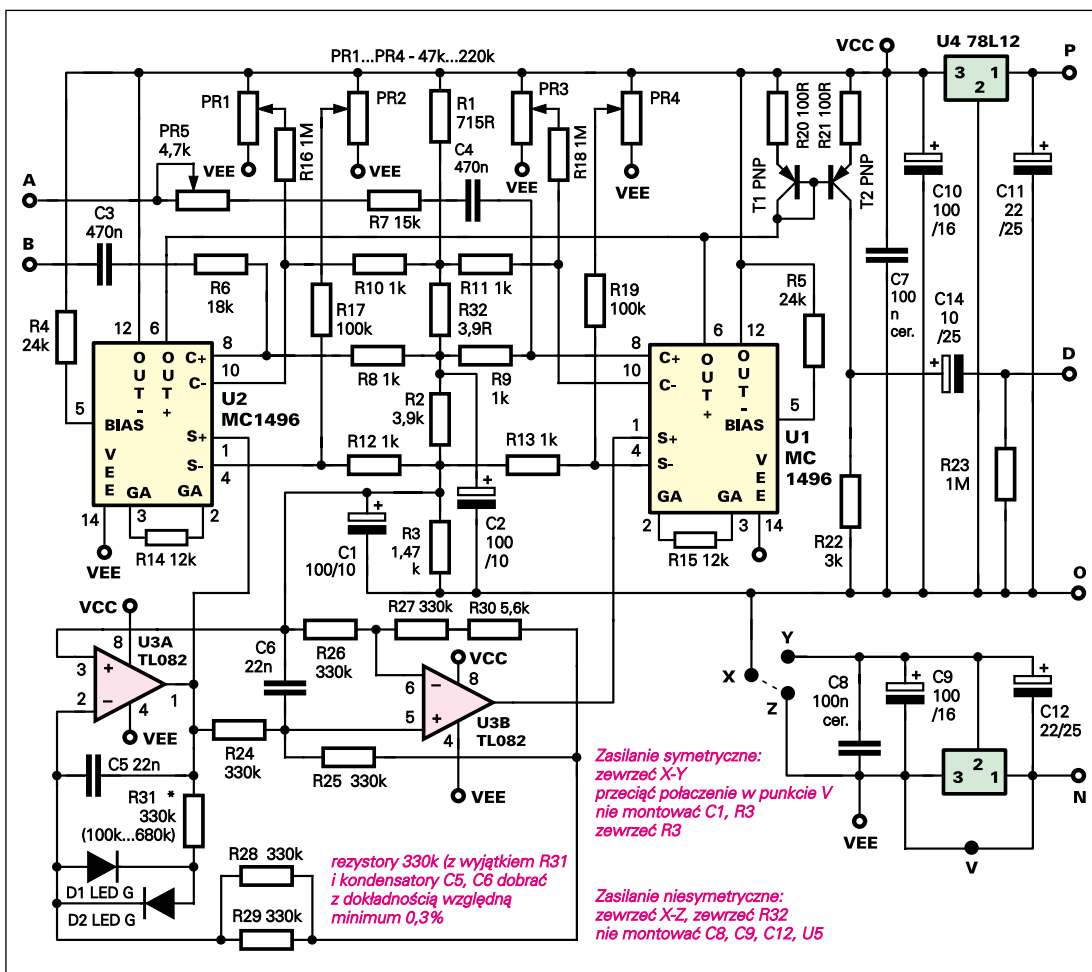 VCC
U4 78L12
P
PR1...PR4 - 47k...220k
3
1
2
PR1
PR2
R1
715R
PR3
PR4
R20 100R
R21 100R
PR5
4,7k
VEE
R16 1M
VEE
C4
470n
VEE
R18 1M
VEE
T1 PNP
T2 PNP
+
C10
100
/16
+
C11
22
/25
A
C3
470n
R7 15k
B
R6
18k
R10 1k
R11 1k
R17
100k
R32
3,9R
R19
100k
R5
24k
C7
100
n
cer.
C14
10
/25
+
R4
24k
12
6
8
10
OUT-
OUT+
C+
C-
U2
MC1496
5
BIAS
S+
S-
1
4
VEE
GA
GA
14
3
2
R14 12k
VEE
R8 1k
R9
1k
R2
3,9k
R12 1k
R13 1k
6
12
8
10
C+
C-
OUT+
OUT-
5
BIAS
1
4
S+
S-
U1
MC
1496
VEE
GA
GA
2
3
14
R15 12k
D
R23
1M
R22
3k
+
C1
100/10
R3
1,47
k
+
C2
100
/10
O
VCC
8
U3A
TL082
3
+
2
−
1
4
VEE
C6
22n
R26
330k
R27 330k
R30 5,6k
VCC
8
6
−
5
+
U3B
TL082
4
VEE
R24
330k
R25 330k
C5 22n
R31 *
330k
(100k...680k)
D1 LED G
D2 LED G
R28 330k
R29 330k
X
Y
Z
C8
100n
cer.
+
C9
100
/16
+
C12
22/25
2
3
1
N
VEE
V
Zasilanie symetryczne:
zewrzeć X-Y
przeciąć połaczenie w punkcie V
nie montować C1, R3
zewrzeć R3
rezystory 330k (z wyjątkiem R31
i kondensatory C5, C6 dobrać
z dokładnością względną
minimum 0,3%
Zasilanie niesymetryczne:
zewrzeć X-Z, zewrzeć R32
nie montować C8, C9, C12, U5